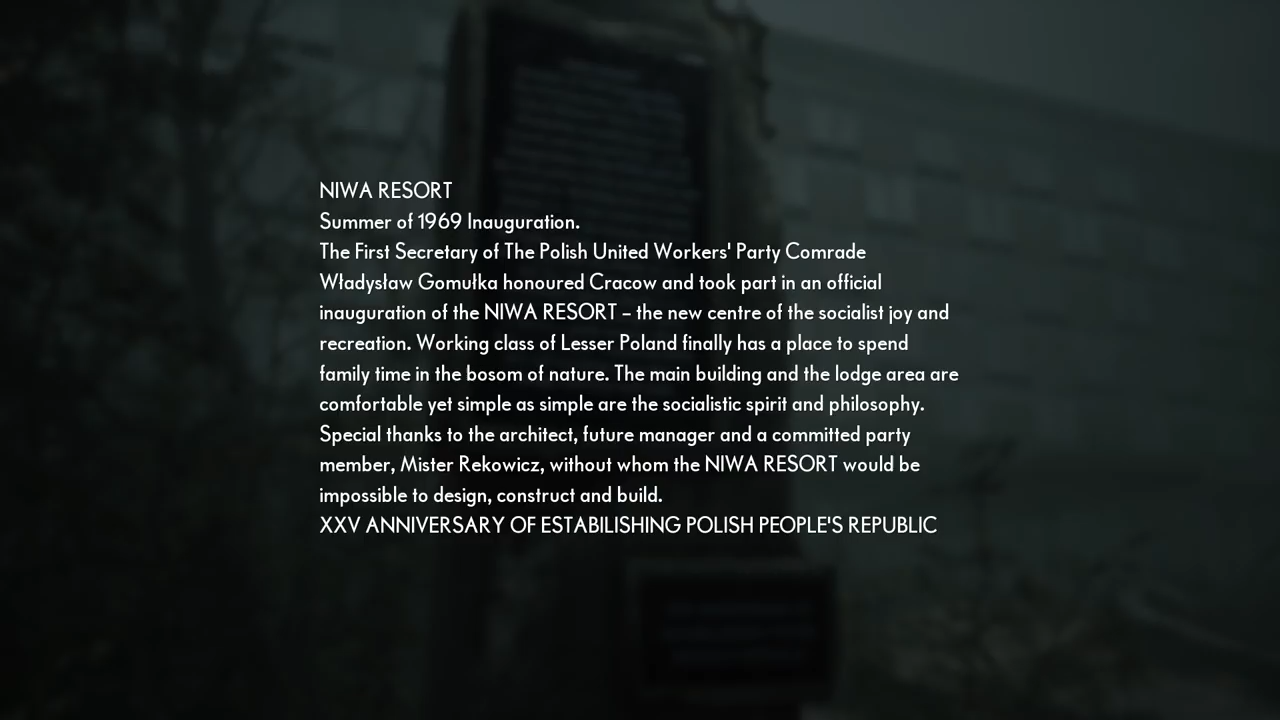 NIWA RESORT
Summer of 1969 Inauguration.
The First Secretary of The Polish United Workers' Party Comrade
Władysław Gomułka honoured Cracow and took part in an official
inauguration of the NIWA RESORT – the new centre of the socialist joy and
recreation. Working class of Lesser Poland finally has a place to spend
family time in the bosom of nature. The main building and the lodge area are
comfortable yet simple as simple are the socialistic spirit and philosophy.
Special thanks to the architect, future manager and a committed party
member, Mister Rekowicz, without whom the NIWA RESORT would be
impossible to design, construct and build.
XXV ANNIVERSARY OF ESTABILISHING POLISH PEOPLE'S REPUBLIC